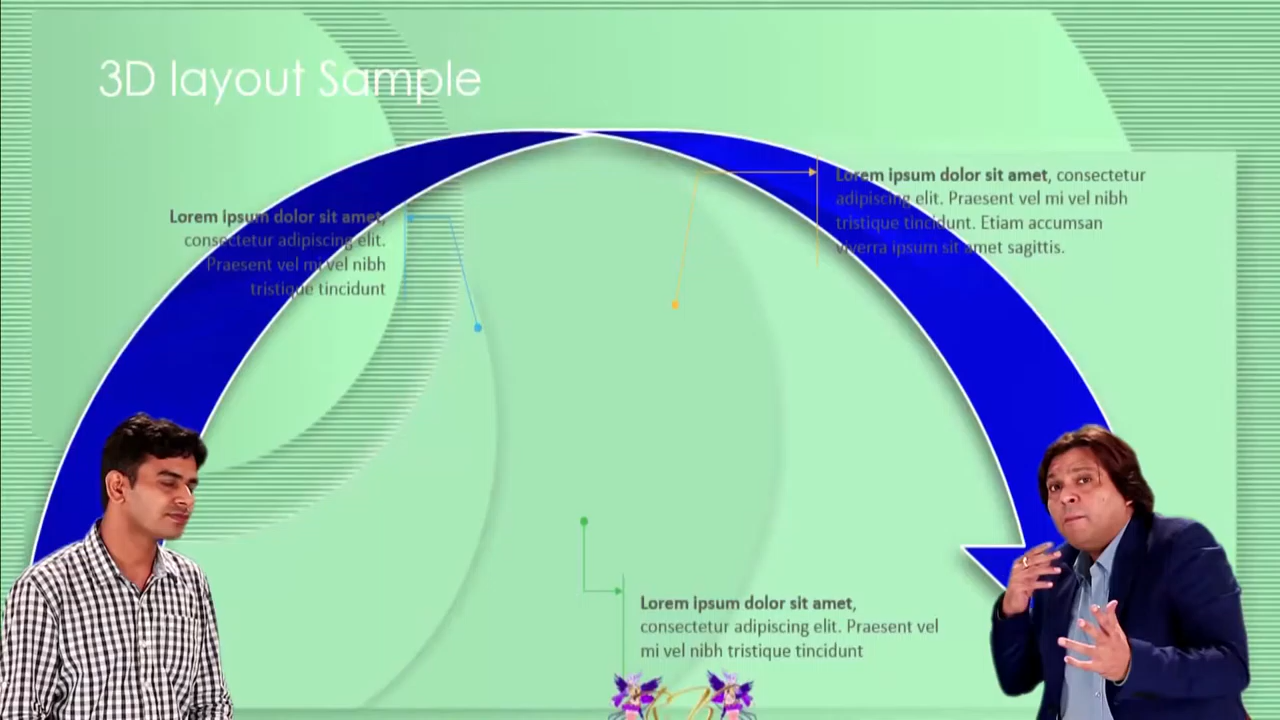 3D layout Sample
Lorem ipsum dolor sit amet,
consectetur adipiscing elit.
Praesent vel mi vel nibh
tristique tincidunt
Lorem ipsum dolor sit amet, consectetur
adipiscing elit. Praesent vel mi vel nibh
tristique tincidunt. Etiam accumsan
viverra ipsum sit amet sagittis.
Lorem ipsum dolor sit amet,
consectetur adipiscing elit. Praesent vel
mi vel nibh tristique tincidunt